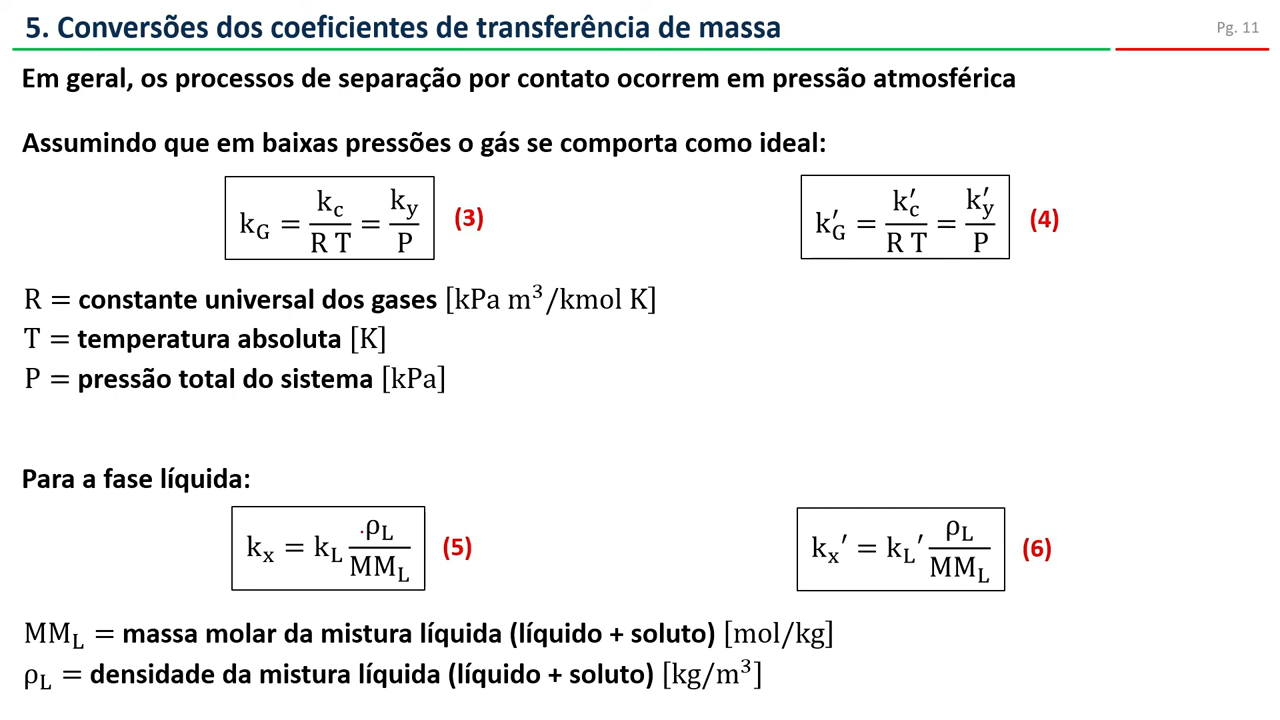 5. Conversões dos coeficientes de transferência de massa
Pg. 11
Em geral, os processos de separação por contato ocorrem em pressão atmosférica
Assumindo que em baixas pressões o gás se comporta como ideal:
k_G = k_c / R T = k_y / P (3)
k′_G = k′_c / R T = k′_y / P (4)
R = constante universal dos gases [kPa m³/kmol K]
T = temperatura absoluta [K]
P = pressão total do sistema [kPa]
Para a fase líquida:
k_x = k_L ρ_L / MM_L (5)
k_x′ = k_L′ ρ_L / MM_L (6)
MM_L = massa molar da mistura líquida (líquido + soluto) [mol/kg]
ρ_L = densidade da mistura líquida (líquido + soluto) [kg/m³]